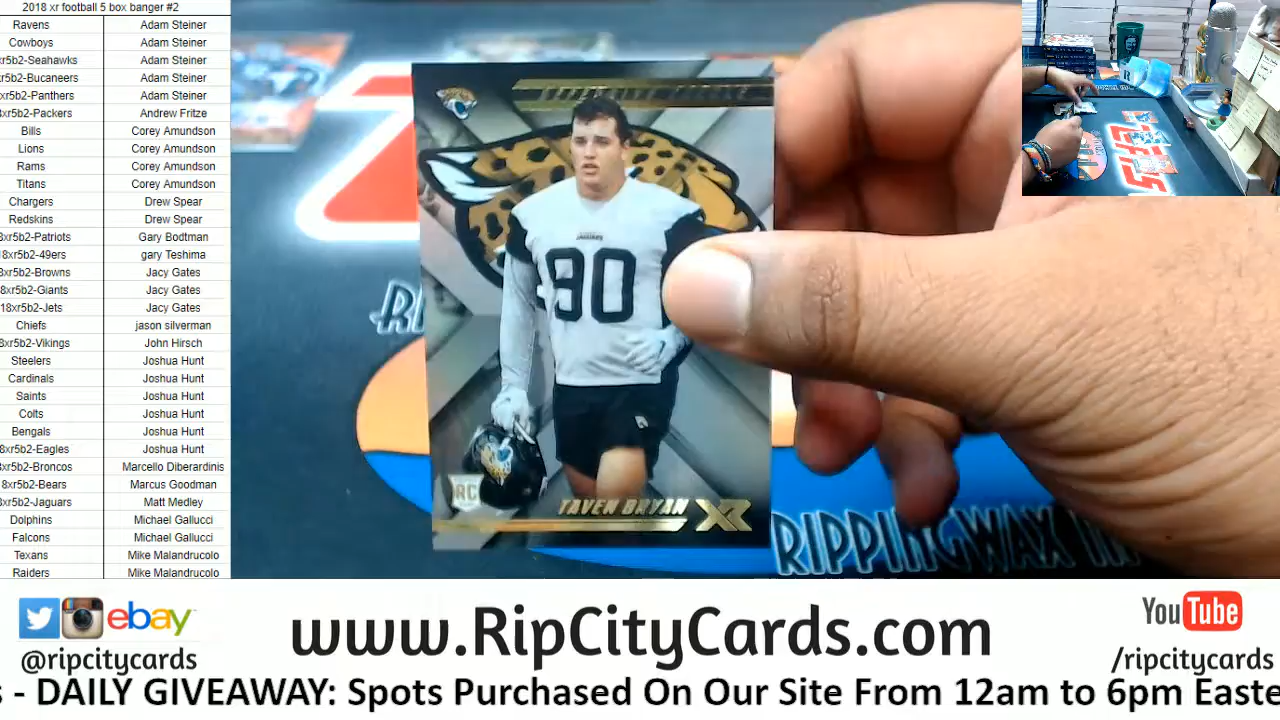 2018 xr football 5 box banger #2
Ravens Adam Steiner
Cowboys Adam Steiner
xr5b2-Seahawks Adam Steiner
xr5b2-Bucaneers Adam Steiner
xr5b2-Panthers Adam Steiner
xr5b2-Packers Andrew Fritze
Bills Corey Amundson
Lions Corey Amundson
Rams Corey Amundson
Titans Corey Amundson
Chargers Drew Spear
Redskins Drew Spear
8xr5b2-Patriots Gary Bodtman
8xr5b2-49ers gary Teshima
8xr5b2-Browns Jacy Gates
8xr5b2-Giants Jacy Gates
18xr5b2-Jets Jacy Gates
Chiefs jason silverman
8xr5b2-Vikings John Hirsch
Steelers Joshua Hunt
Cardinals Joshua Hunt
Saints Joshua Hunt
Colts Joshua Hunt
Bengals Joshua Hunt
8xr5b2-Eagles Joshua Hunt
xr5b2-Broncos Marcello Diberardinis
8xr5b2-Bears Marcus Goodman
xr5b2-Jaguars Matt Medley
Dolphins Michael Gallucci
Falcons Michael Gallucci
Texans Mike Malandrucolo
Raiders Mike Malandrucolo
JAGUARS
90
RC
TAVEN BRYAN XR
RIPPINGWAX
ebay
@ripcitycards
www.RipCityCards.com
YouTube
/ripcitycards
s - DAILY GIVEAWAY: Spots Purchased On Our Site From 12am to 6pm Easte